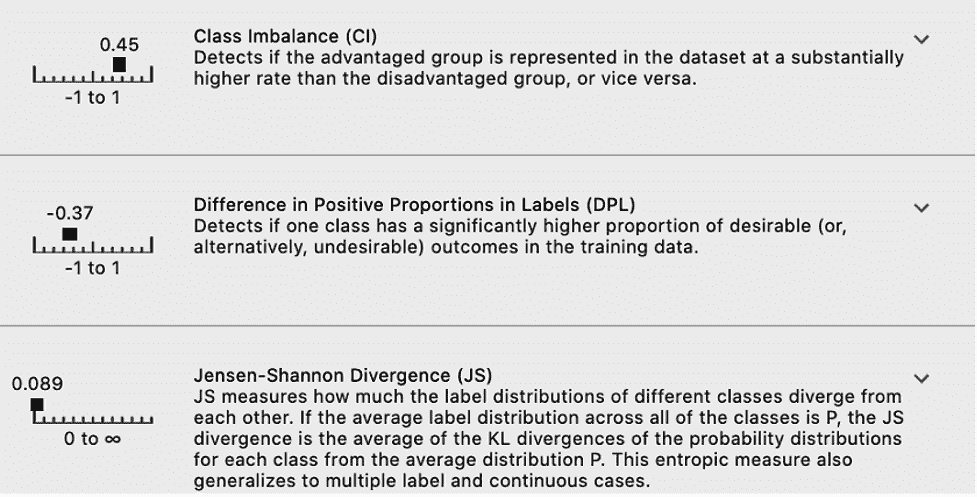 0.45
-1 to 1
Class Imbalance (CI)
Detects if the advantaged group is represented in the dataset at a substantially
higher rate than the disadvantaged group, or vice versa.
-0.37
-1 to 1
Difference in Positive Proportions in Labels (DPL)
Detects if one class has a significantly higher proportion of desirable (or,
alternatively, undesirable) outcomes in the training data.
0.089
0 to ∞
Jensen-Shannon Divergence (JS)
JS measures how much the label distributions of different classes diverge from
each other. If the average label distribution across all of the classes is P, the JS
divergence is the average of the KL divergences of the probability distributions
for each class from the average distribution P. This entropic measure also
generalizes to multiple label and continuous cases.